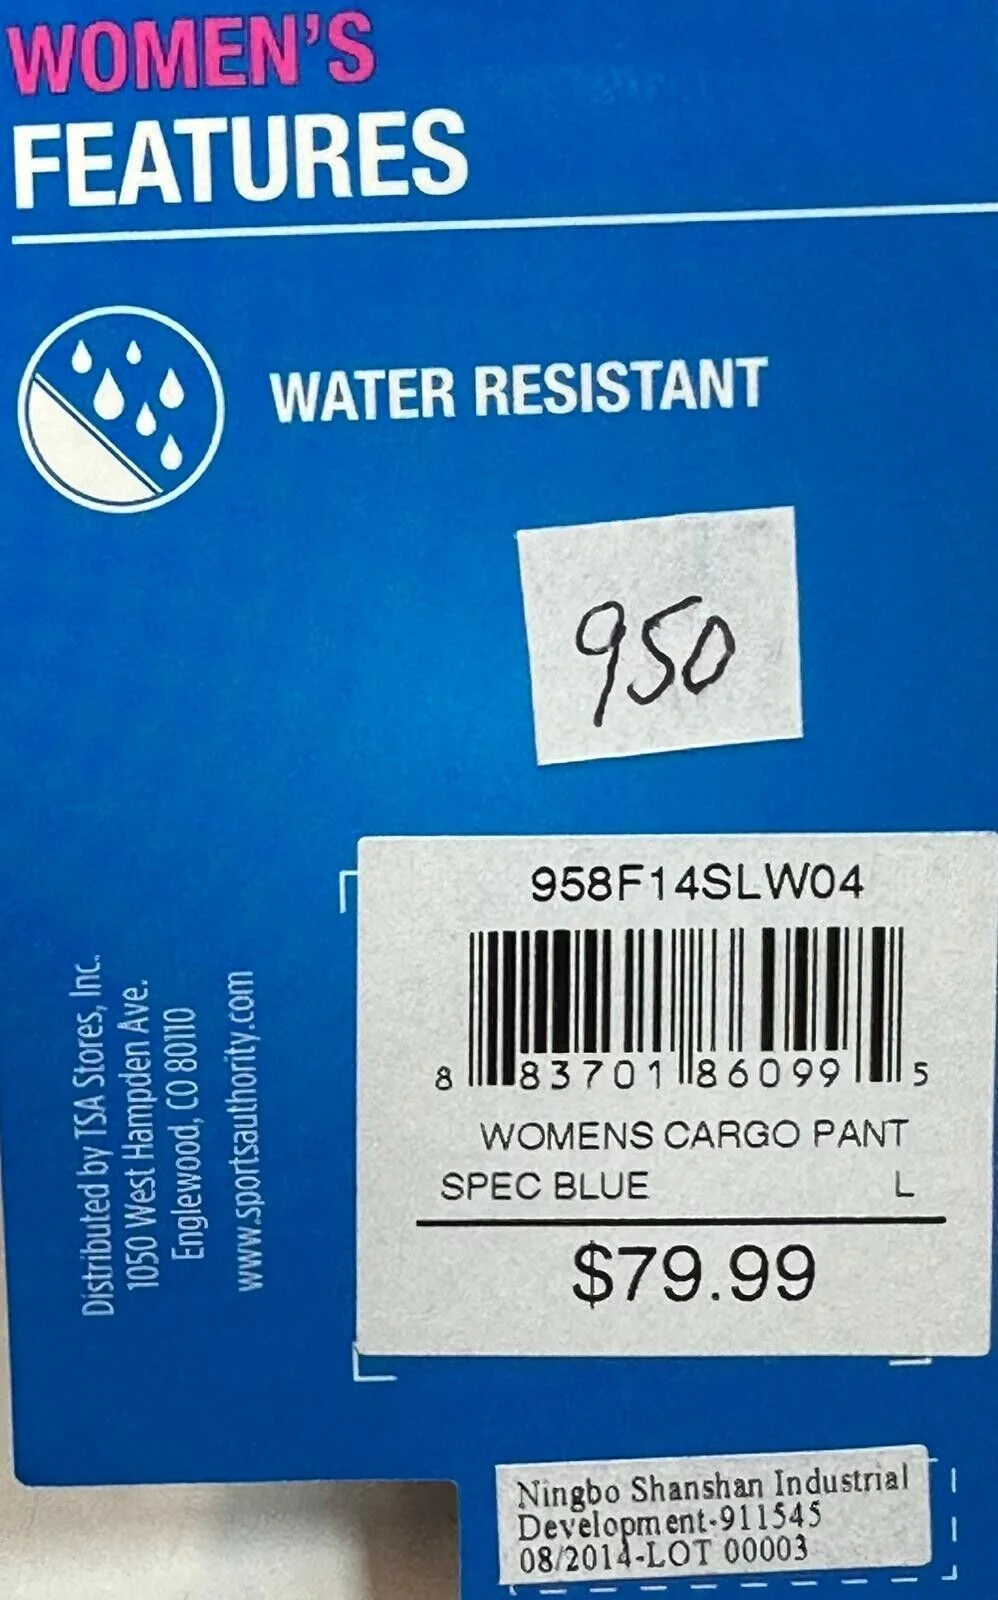 WOMEN'S
FEATURES
WATER RESISTANT
950
958F14SLW04
8 83701 86099 5
WOMENS CARGO PANT
SPEC BLUE L
$79.99
Distributed by TSA Stores, Inc.
1050 West Hampden Ave.
Englewood, CO 80110
www.sportsauthority.com
Ningbo Shanshan Industrial
Development-911545
08/2014-LOT 00003